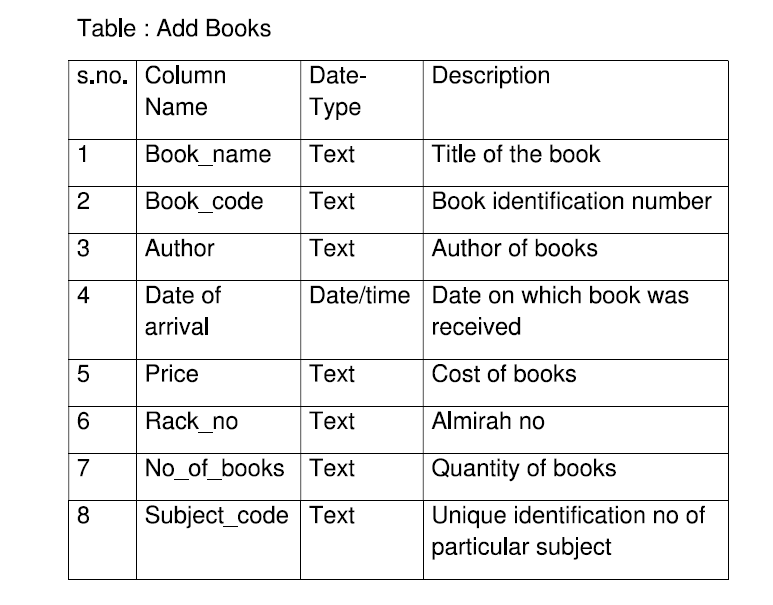 Table : Add Books
s.no. Column Name Date-Type Description
1 Book_name Text Title of the book
2 Book_code Text Book identification number
3 Author Text Author of books
4 Date of arrival Date/time Date on which book was received
5 Price Text Cost of books
6 Rack_no Text Almirah no
7 No_of_books Text Quantity of books
8 Subject_code Text Unique identification no of particular subject